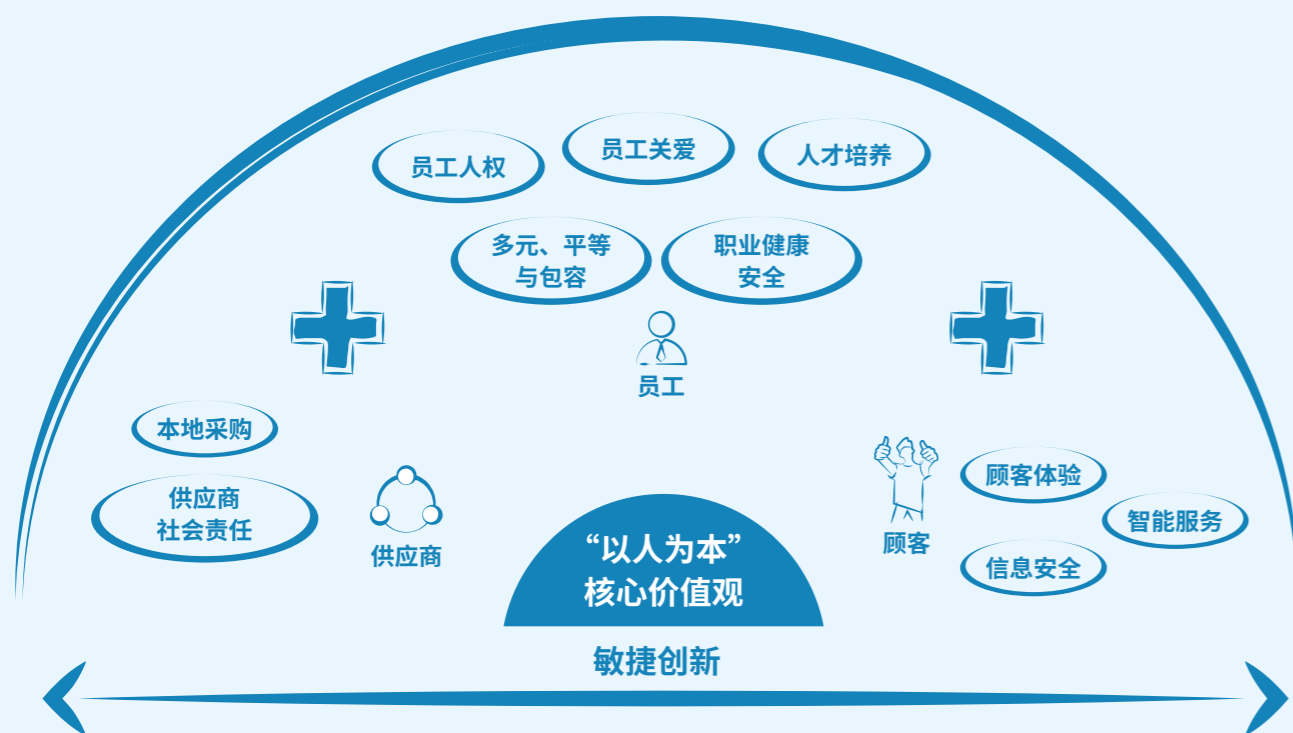 员工人权
员工关爱
人才培养
多元、平等
与包容
职业健康
安全
员工
本地采购
供应商
社会责任
供应商
顾客
顾客体验
智能服务
信息安全
“以人为本”
核心价值观
敏捷创新